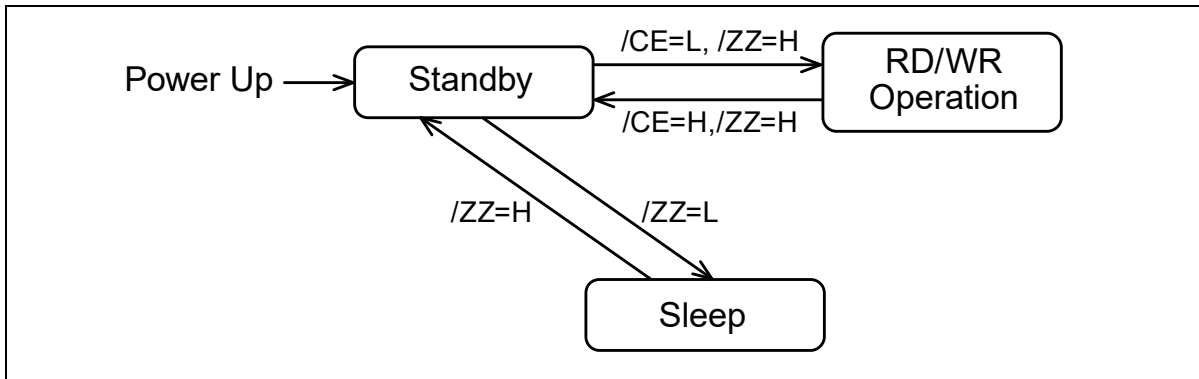 /CE=L, /ZZ=H
Power Up
Standby
RD/WR
Operation
/CE=H,/ZZ=H
/ZZ=H
/ZZ=L
Sleep